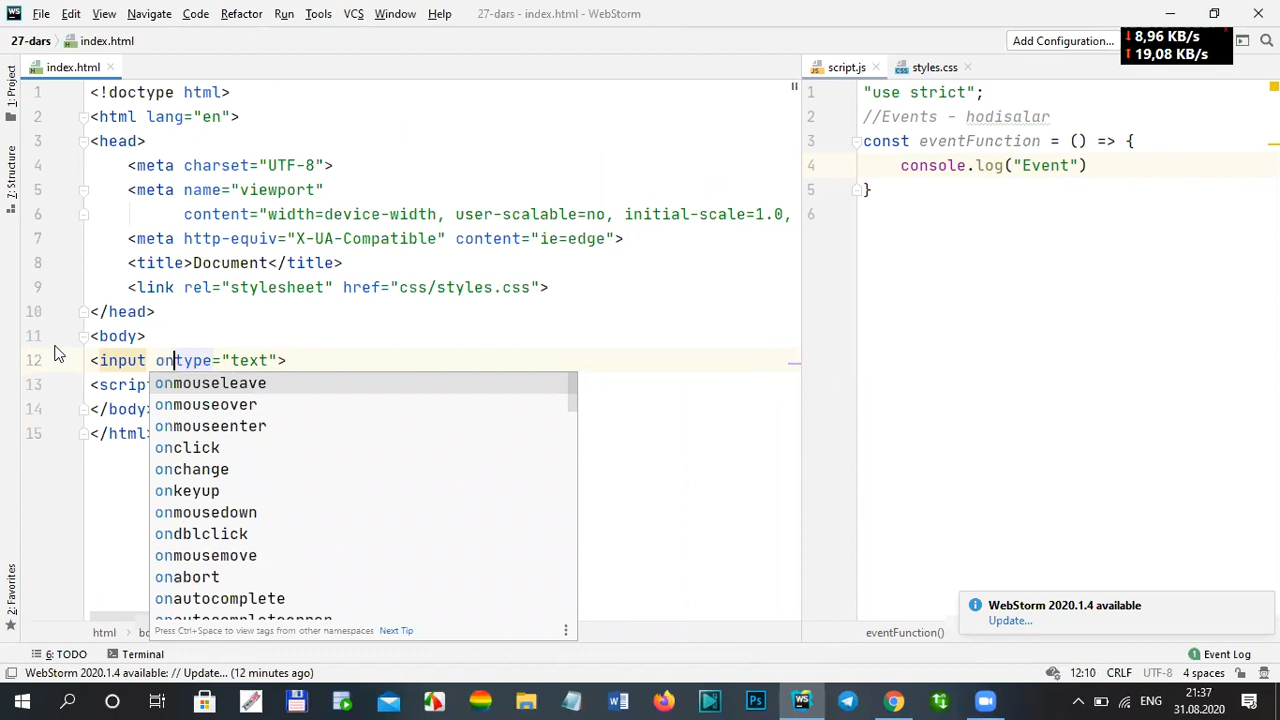 File Edit View Navigate Code Refactor Run Tools VCS Window Help 27-dars - index.html - WebStorm
27-dars index.html Add Configuration...
8,96 KB/s
19,08 KB/s
index.html script.js styles.css
1: Project
7: Structure
2: Favorites
1 <!doctype html>
2 <html lang="en">
3 <head>
4 <meta charset="UTF-8">
5 <meta name="viewport"
6 content="width=device-width, user-scalable=no, initial-scale=1.0,
7 <meta http-equiv="X-UA-Compatible" content="ie=edge">
8 <title>Document</title>
9 <link rel="stylesheet" href="css/styles.css">
10 </head>
11 <body>
12 <input ontype="text">
13 <script
14 </body>
15 </html>
onmouseleave
onmouseover
onmouseenter
onclick
onchange
onkeyup
onmousedown
ondblclick
onmousemove
onabort
onautocomplete
Press Ctrl+Space to view tags from other namespaces Next Tip
1 "use strict";
2 //Events - hodisalar
3 const eventFunction = () => {
4 console.log("Event")
5 }
6
WebStorm 2020.1.4 available
Update...
html eventFunction()
6: TODO Terminal 1 Event Log
WebStorm 2020.1.4 available: // Update... (12 minutes ago) 12:10 CRLF UTF-8 4 spaces
ENG 21:37
31.08.2020